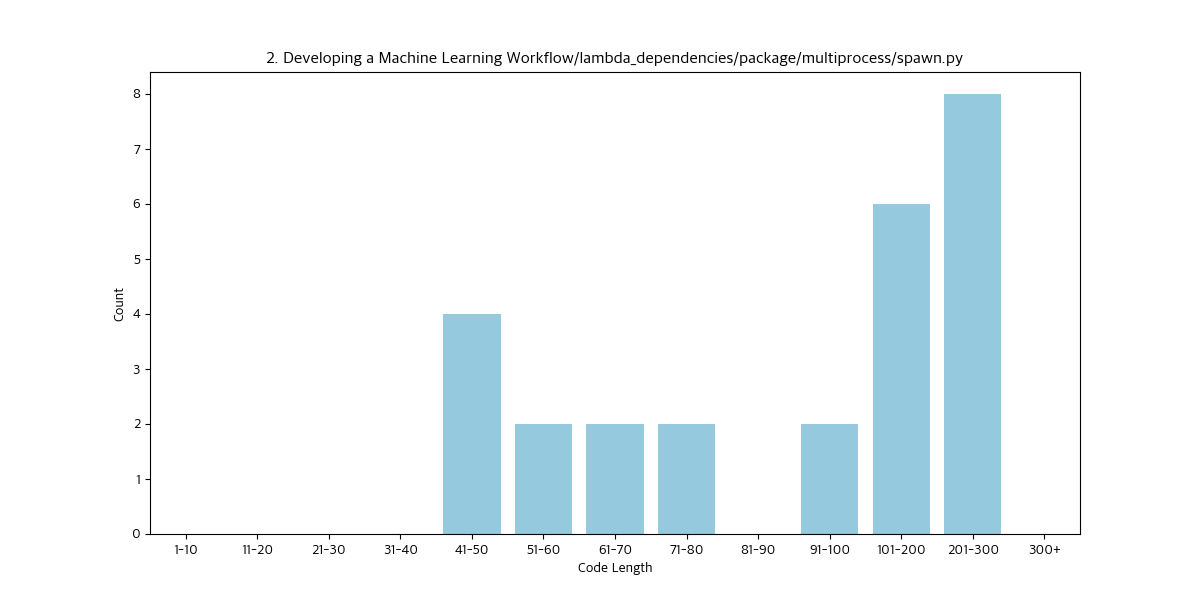 2. Developing a Machine Learning Workflow/lambda_dependencies/package/multiprocess/spawn.py
8
7
6
5
4
3
2
1
0
Count
1-10 11-20 21-30 31-40 41-50 51-60 61-70 71-80 81-90 91-100 101-200 201-300 300+
Code Length